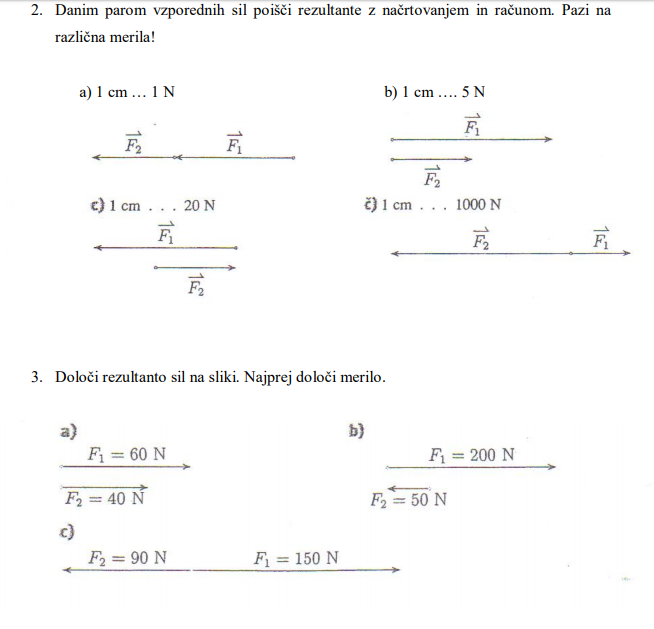 2. Danim parom vzporednih sil poišči rezultante z načrtovanjem in računom. Pazi na
različna merila!
a) 1 cm … 1 N
b) 1 cm …. 5 N
F₂ F₁
F₁
F₂
c) 1 cm . . . 20 N
č) 1 cm . . . 1000 N
F₁
F₂ F₁
F₂
3. Določi rezultanto sil na sliki. Najprej določi merilo.
a)
b)
F₁ = 60 N
F₁ = 200 N
F₂ = 40 N
F₂ = 50 N
c)
F₂ = 90 N
F₁ = 150 N